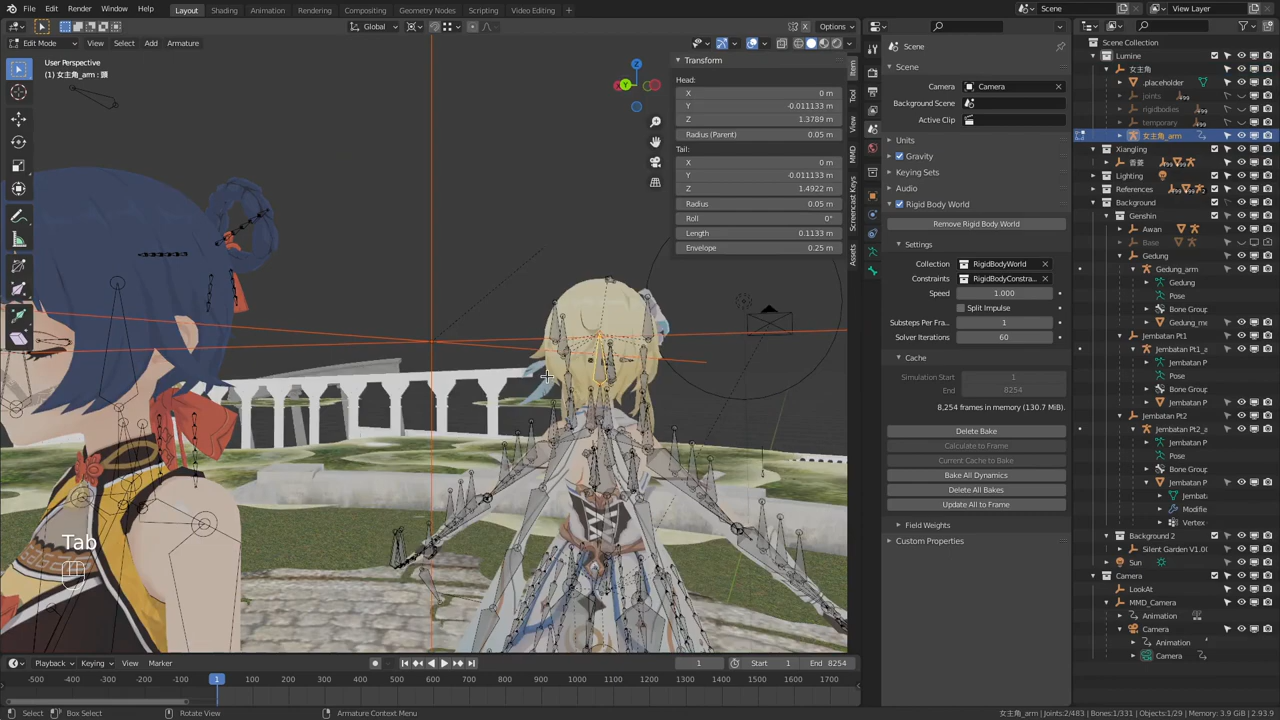 File Edit Render Window Help
Layout Shading Animation Rendering Compositing Geometry Nodes Scripting Video Editing
Scene View Layer
Global Options
Edit Mode View Select Add Armature
User Perspective
(1) 女主角_arm : 頭
Transform
Head:
X 0 m
Y -0.011133 m
Z 1.3789 m
Radius (Parent) 0.05 m
Tail:
X 0 m
Y -0.011133 m
Z 1.4922 m
Radius 0.05 m
Roll 0°
Length 0.1133 m
Envelope 0.25 m
Item
Tool
View
MMD
Screencast Keys
Assets
Y
Z
Tab
Scene
Scene
Camera Camera
Background Scene
Active Clip
Units
Gravity
Keying Sets
Audio
Rigid Body World
Remove Rigid Body World
Settings
Collection RigidBodyWorld
Constraints RigidBodyConstra...
Speed 1.000
Split Impulse
Substeps Per Fra... 1
Solver Iterations 60
Cache
Simulation Start 1
End 8254
8,254 frames in memory (130.7 MiB)
Delete Bake
Calculate to Frame
Current Cache to Bake
Bake All Dynamics
Delete All Bakes
Update All to Frame
Field Weights
Custom Properties
Scene Collection
Lumine
女主角
.placeholder
joints
rigidbodies
temporary
女主角_arm
Xiangling
香菱
Lighting
References
Background
Genshin
Awan
Base
Gedung
Gedung_arm
Gedung
Pose
Bone Group
Gedung_me
Jembatan Pt1
Jembatan Pt1_a
Jembatan P
Pose
Bone Group
Jembatan P
Jembatan Pt2
Jembatan Pt2_a
Jembatan P
Pose
Bone Group
Jembatan P
Jembat
Modifie
Vertex
Background 2
Silent Garden V1.0(
Sun
Camera
LookAt
MMD_Camera
Animation
Camera
Animation
Camera
Playback Keying View Marker 1 Start 1 End 8254
-500 -400 -300 -200 -100 1 100 200 300 400 500 600 700 800 900 1000 1100 1200 1300 1400 1500 1600 1700
Select Box Select Rotate View Armature Context Menu 女主角_arm | Joints:2/483 | Bones:1/331 | Objects:1/29 | Memory: 3.9 GiB | 2.93.9